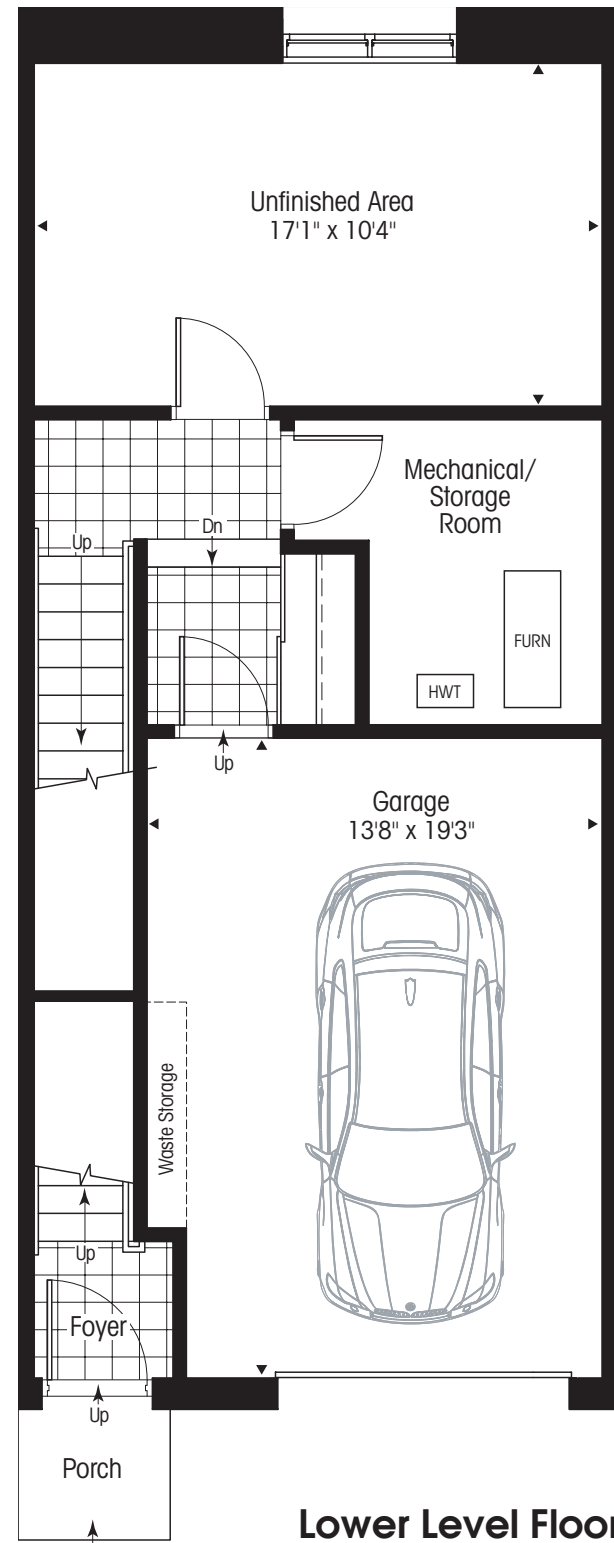 Unfinished Area
17'1" x 10'4"
Mechanical/
Storage
Room
Up
Dn
FURN
HWT
Up
Garage
13'8" x 19'3"
Waste Storage
Up
Foyer
Up
Porch
Lower Level Floor